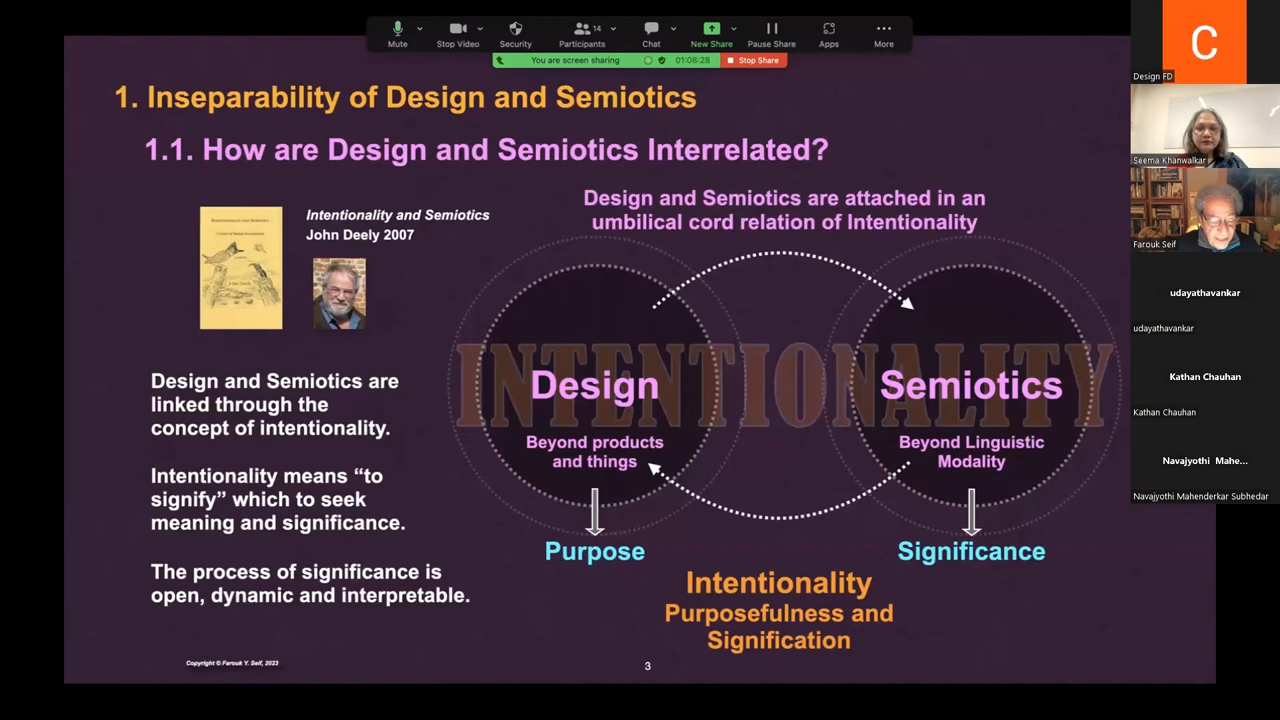 Mute
Stop Video
Security
14
Participants
Chat
New Share
Pause Share
Apps
More
You are screen sharing
01:08:28
Stop Share
1. Inseparability of Design and Semiotics
1.1. How are Design and Semiotics Interrelated?
Intentionality and Semiotics
John Deely 2007
Design and Semiotics are attached in an
umbilical cord relation of Intentionality
INTENTIONALITY
Design
Beyond products
and things
Semiotics
Beyond Linguistic
Modality
Design and Semiotics are
linked through the
concept of intentionality.
Intentionality means “to
signify” which to seek
meaning and significance.
The process of significance is
open, dynamic and interpretable.
Purpose
Significance
Intentionality
Purposefulness and
Signification
Copyright © Farouk Y. Seif, 2023
3
C
Design FD
Seema Khanwalkar
Farouk Seif
udayathavankar
udayathavankar
Kathan Chauhan
Kathan Chauhan
Navajyothi Mahe...
Navajyothi Mahenderkar Subhedar